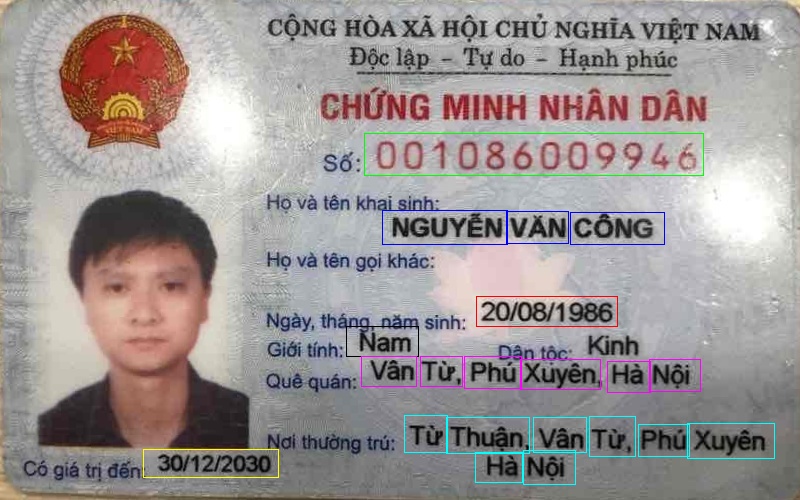 CỘNG HÒA XÃ HỘI CHỦ NGHĨA VIỆT NAM
Độc lập - Tự do - Hạnh phúc
CHỨNG MINH NHÂN DÂN
Số: 001086009946
Họ và tên khai sinh:
NGUYỄN VĂN CÔNG
Họ và tên gọi khác:
Ngày, tháng, năm sinh: 20/08/1986
Giới tính: Nam Dân tộc: Kinh
Quê quán: Vân Từ, Phú Xuyên, Hà Nội
Nơi thường trú: Từ Thuận, Vân Từ, Phú Xuyên
Hà Nội
Có giá trị đến: 30/12/2030
VIỆT NAM